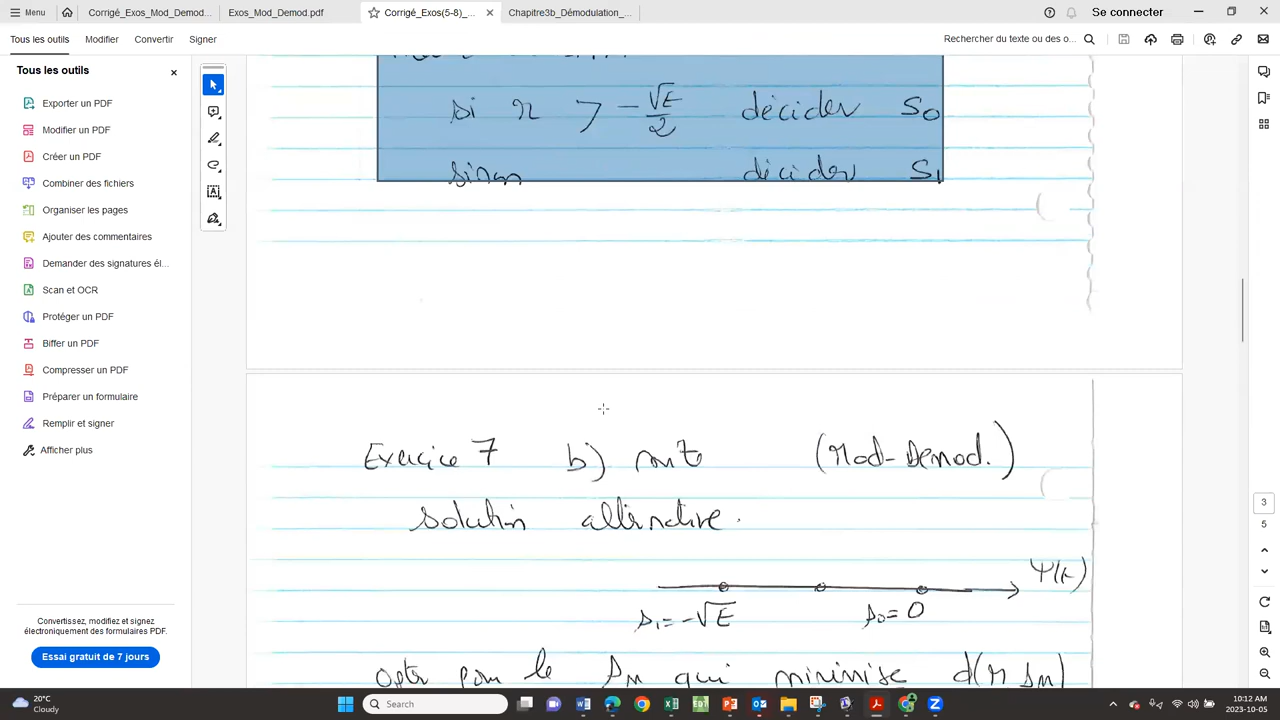 Menu
Corrigé_Exos_Mod_Demod...
Exos_Mod_Demod.pdf
Corrigé_Exos(5-8)_...
Chapitre3b_Démodulation_...
Se connecter
Tous les outils
Modifier
Convertir
Signer
Rechercher du texte ou des o...
Tous les outils
Exporter un PDF
Modifier un PDF
Créer un PDF
Combiner des fichiers
Organiser les pages
Ajouter des commentaires
Demander des signatures él...
Scan et OCR
Protéger un PDF
Biffer un PDF
Compresser un PDF
Préparer un formulaire
Remplir et signer
Afficher plus
Convertissez, modifiez et signez
électroniquement des formulaires PDF.
Essai gratuit de 7 jours
si r > -√E/2 décider S0
sinon décider S1
Exercice 7 b) (Mod-Demod.)
solution alternative.
Ψ(t)
s1=-√E s0=0
opter pour le sm qui minimise d(r sm)
3
5
20°C
Cloudy
Search
10:12 AM
2023-10-05